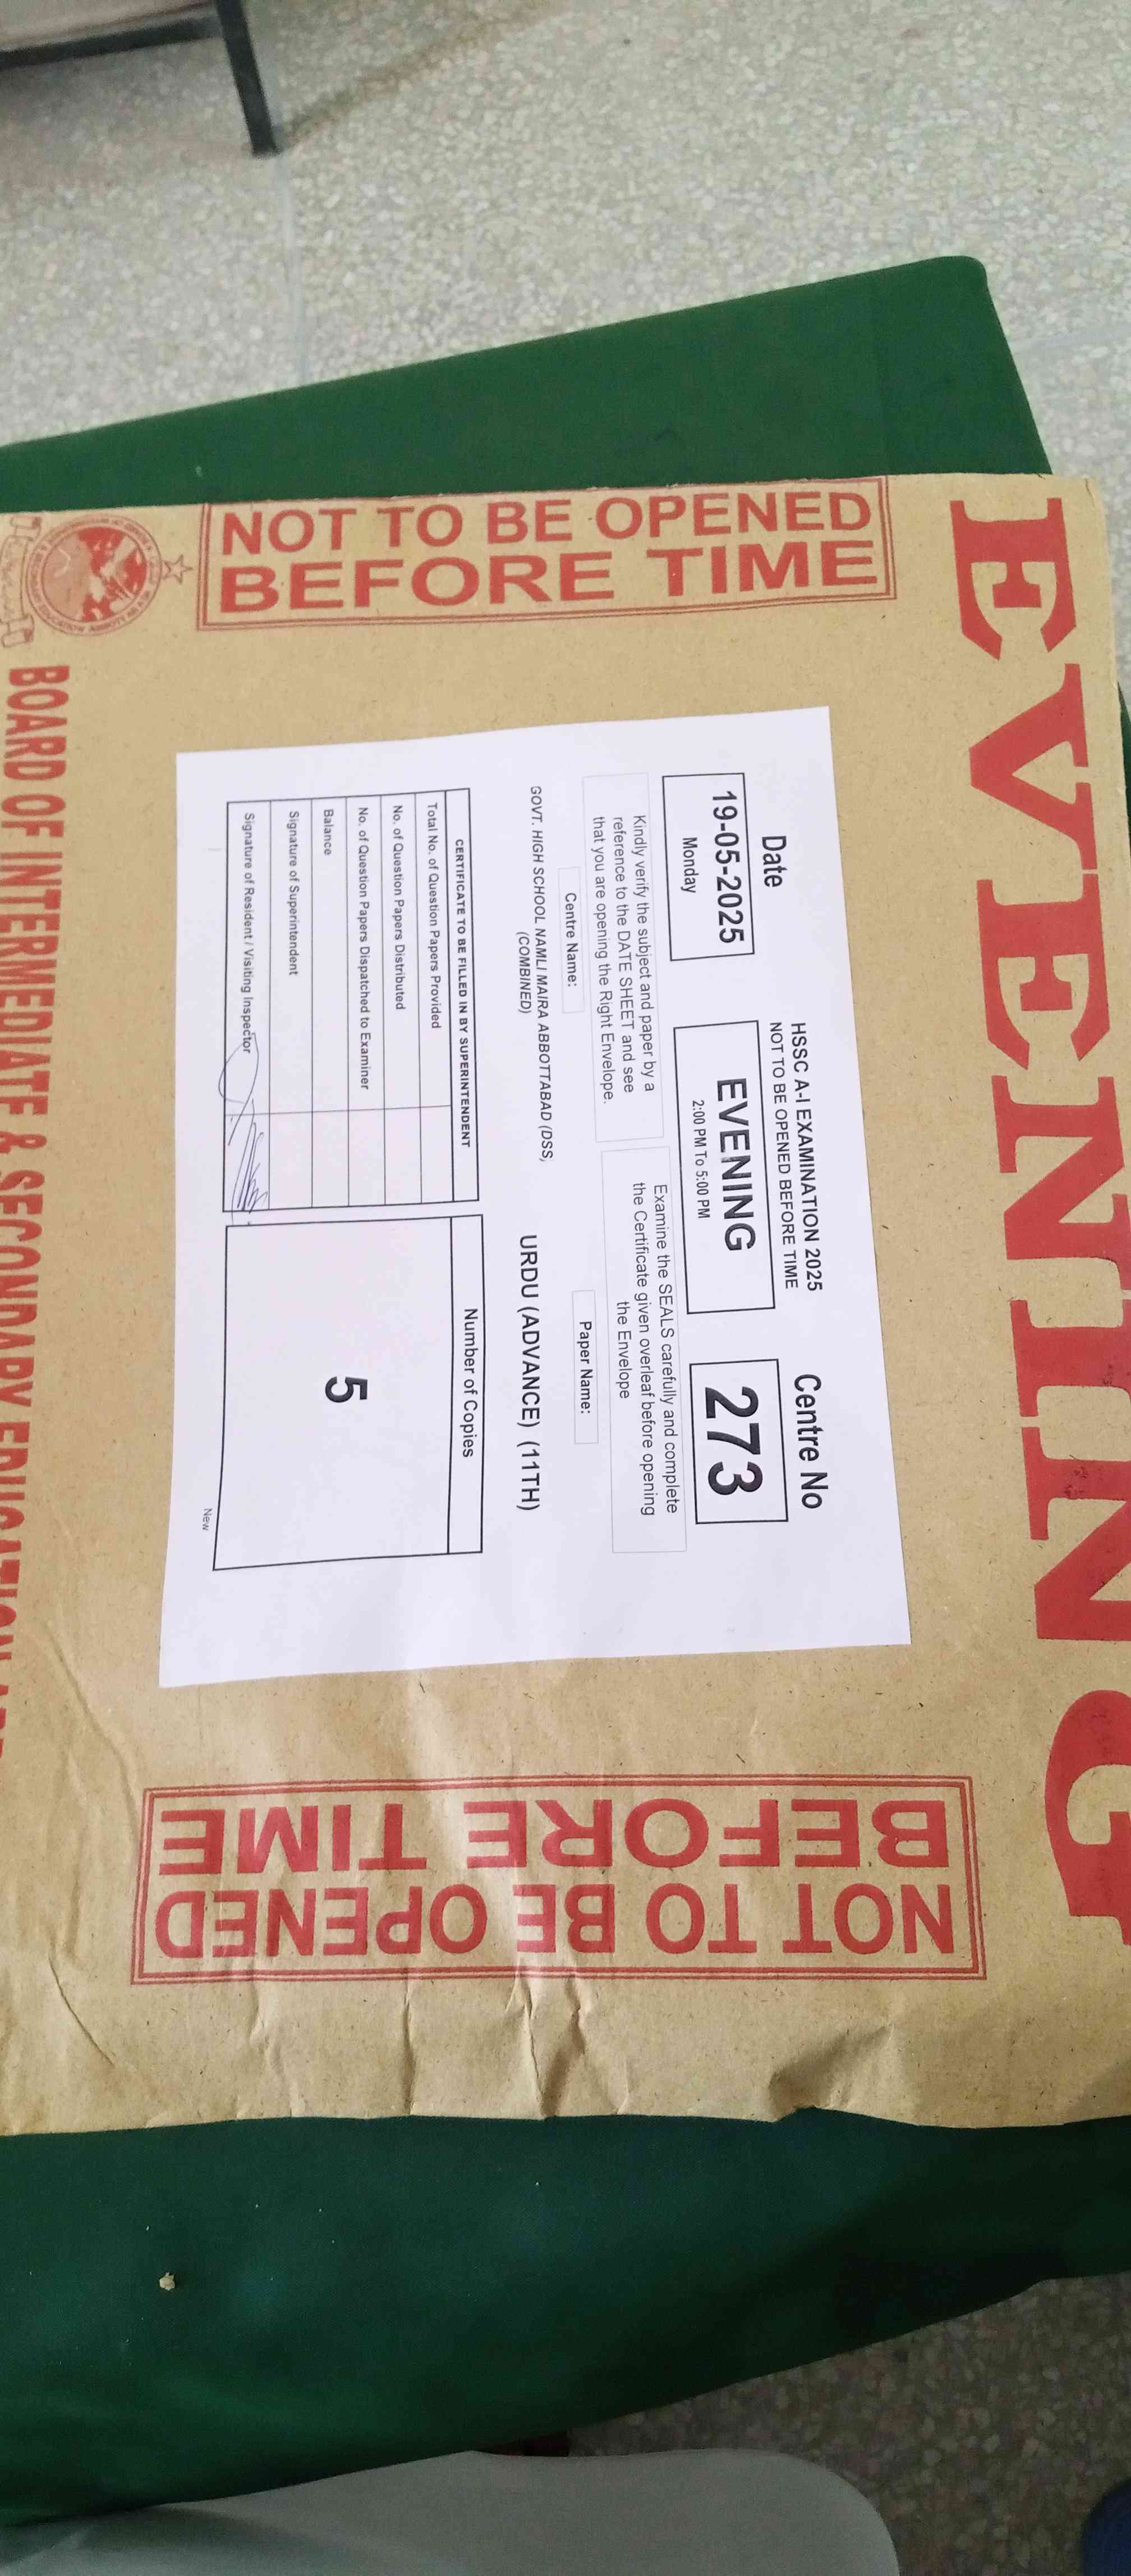 EVENING
NOT TO BE OPENED
BEFORE TIME
Date
19-05-2025
Monday
HSSC A-I EXAMINATION 2025
NOT TO BE OPENED BEFORE TIME
EVENING
2:00 PM To 5:00 PM
Centre No
273
Kindly verify the subject and paper by a
reference to the DATE SHEET and see
that you are opening the Right Envelope.
Examine the SEALS carefully and complete
the Certificate given overleaf before opening
the Envelope
Centre Name:
GOVT. HIGH SCHOOL NAMLI MAIRA ABBOTTABAD (DSS)
(COMBINED)
Paper Name:
URDU (ADVANCE) (11TH)
CERTIFICATE TO BE FILLED IN BY SUPERINTENDENT
Total No. of Question Papers Provided
No. of Question Papers Distributed
No. of Question Papers Dispatched to Examiner
Balance
Signature of Superintendent
Signature of Resident / Visiting Inspector
Number of Copies
5
New
NOT TO BE OPENED
BEFORE TIME
BOARD OF INTERMEDIATE & SECONDARY EDUCATION